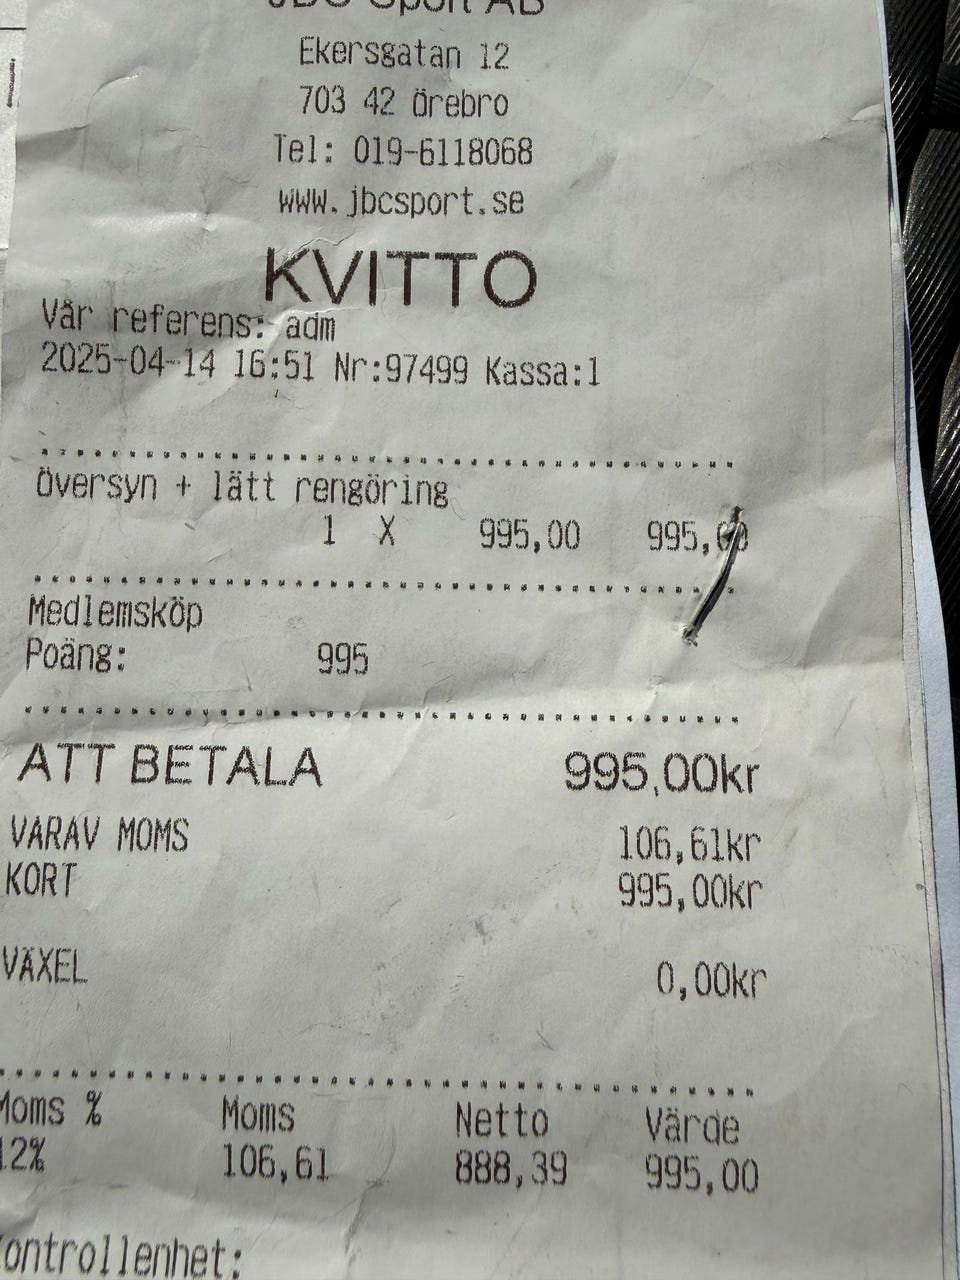 JBC Sport AB
Ekersgatan 12
703 42 Örebro
Tel: 019-6118068
www.jbcsport.se
KVITTO
Vår referens: adm
2025-04-14 16:51 Nr:97499 Kassa:1
Översyn + lätt rengöring
1 X 995,00 995,00
Medlemsköp
Poäng: 995
ATT BETALA 995,00kr
VARAV MOMS 106,61kr
KORT 995,00kr
VÄXEL 0,00kr
Moms % Moms Netto Värde
12% 106,61 888,39 995,00
Kontrollenhet: